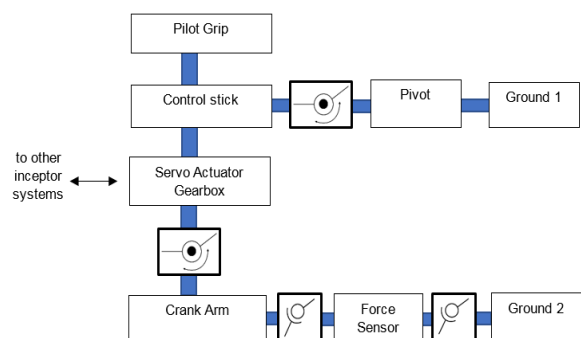 Pilot Grip
Control stick
Pivot
Ground 1
to other
inceptor
systems
Servo Actuator
Gearbox
Crank Arm
Force
Sensor
Ground 2